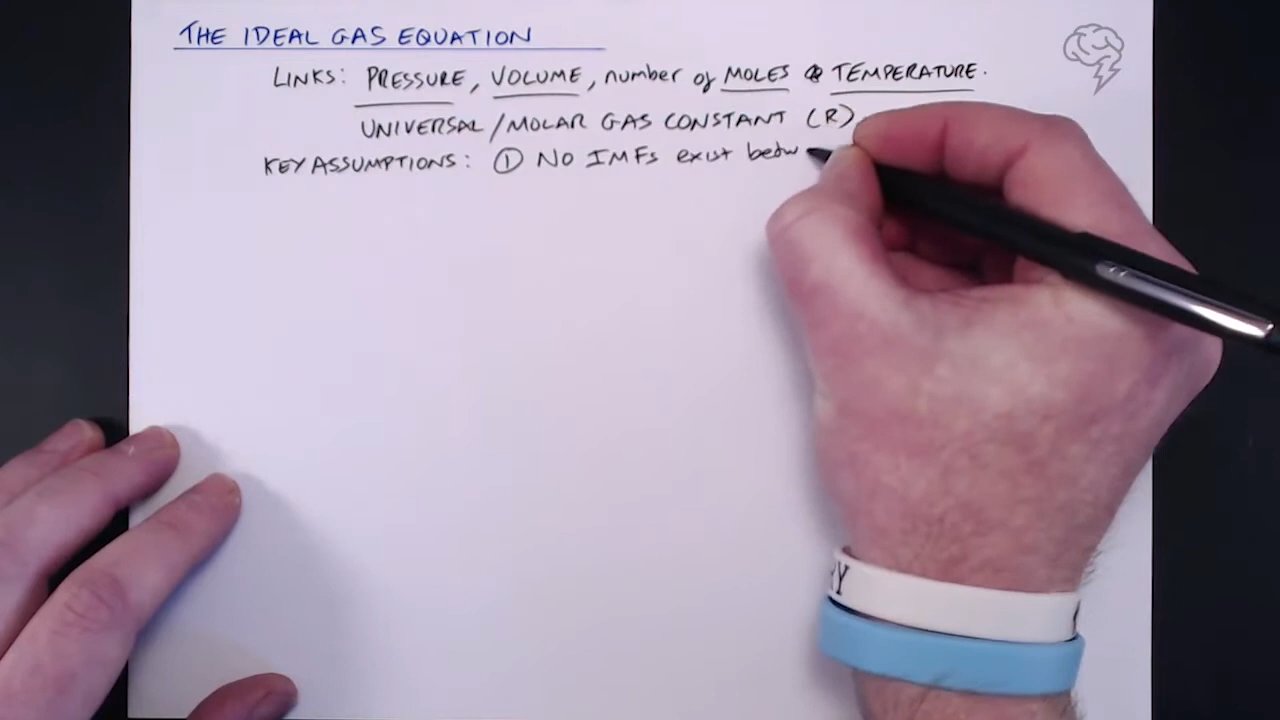 THE IDEAL GAS EQUATION
LINKS: PRESSURE, VOLUME, number of MOLES & TEMPERATURE.
UNIVERSAL/MOLAR GAS CONSTANT (R)
KEY ASSUMPTIONS: ① NO IMFs exist betw